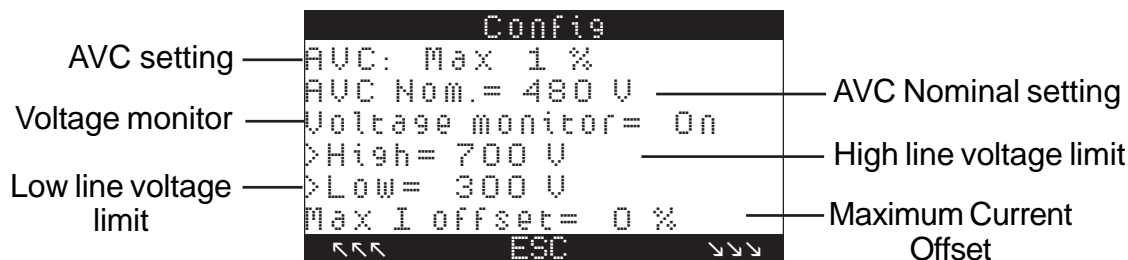 Config
AVC setting
AVC: Max 1 %
AVC Nom.= 480 V
AVC Nominal setting
Voltage monitor
Voltage monitor= On
>High= 700 V
High line voltage limit
Low line voltage
limit
>Low= 300 V
Max I offset= 0 %
Maximum Current
Offset
↖↖↖ ESC ↘↘↘